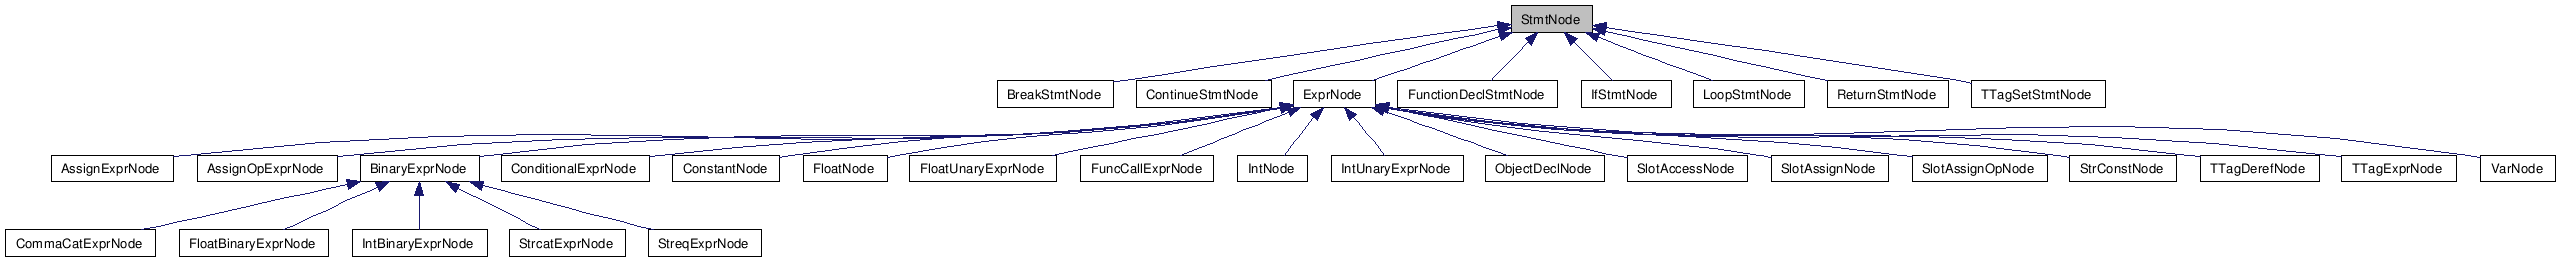 StmtNode
BreakStmtNode ContinueStmtNode ExprNode FunctionDeclStmtNode IfStmtNode LoopStmtNode ReturnStmtNode TTagSetStmtNode
AssignExprNode AssignOpExprNode BinaryExprNode ConditionalExprNode ConstantNode FloatNode FloatUnaryExprNode FuncCallExprNode IntNode IntUnaryExprNode ObjectDeclNode SlotAccessNode SlotAssignNode SlotAssignOpNode StrConstNode TTagDerefNode TTagExprNode VarNode
CommaCatExprNode FloatBinaryExprNode IntBinaryExprNode StrcatExprNode StreqExprNode